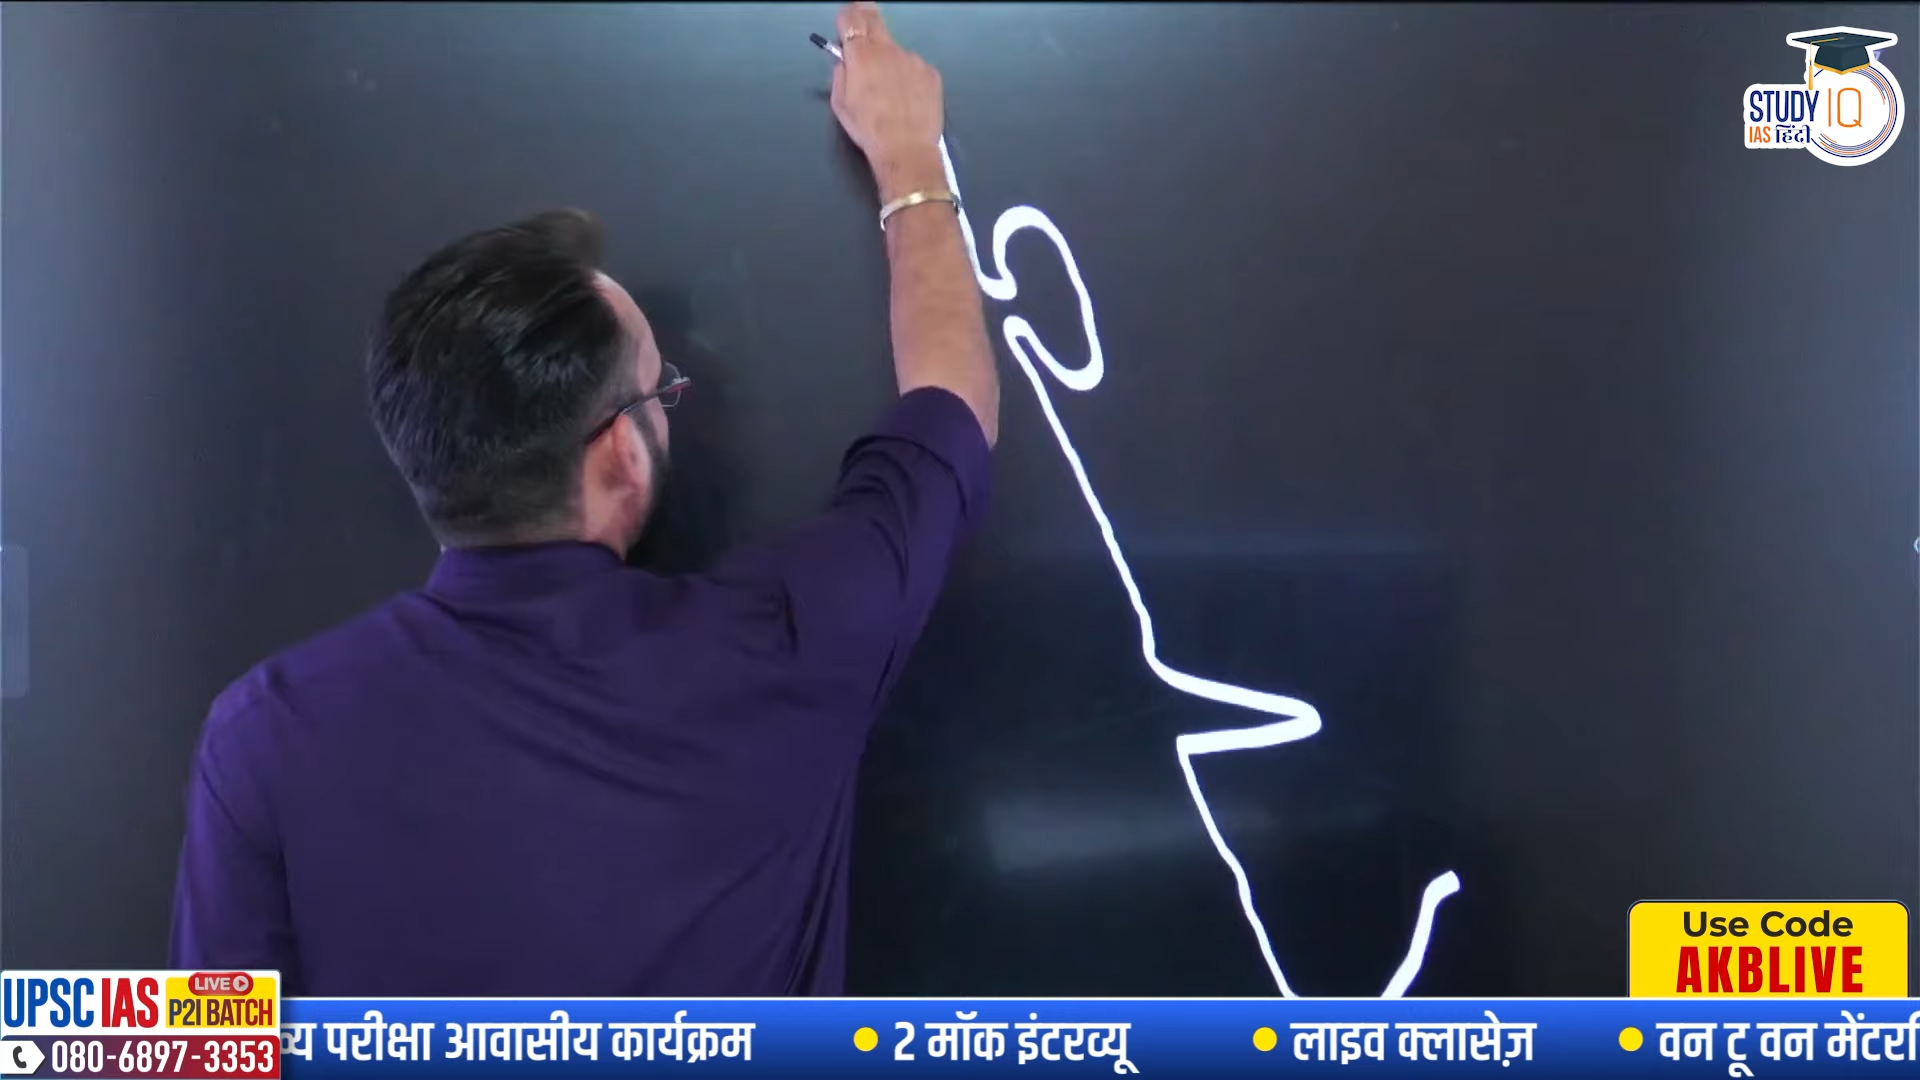 STUDY IQ
IAS हिंदी
Use Code
AKBLIVE
UPSC IAS
LIVE
P2I BATCH
080-6897-3353
परीक्षा आवासीय कार्यक्रम
2 मॉक इंटरव्यू
लाइव क्लासेज़
वन टू वन